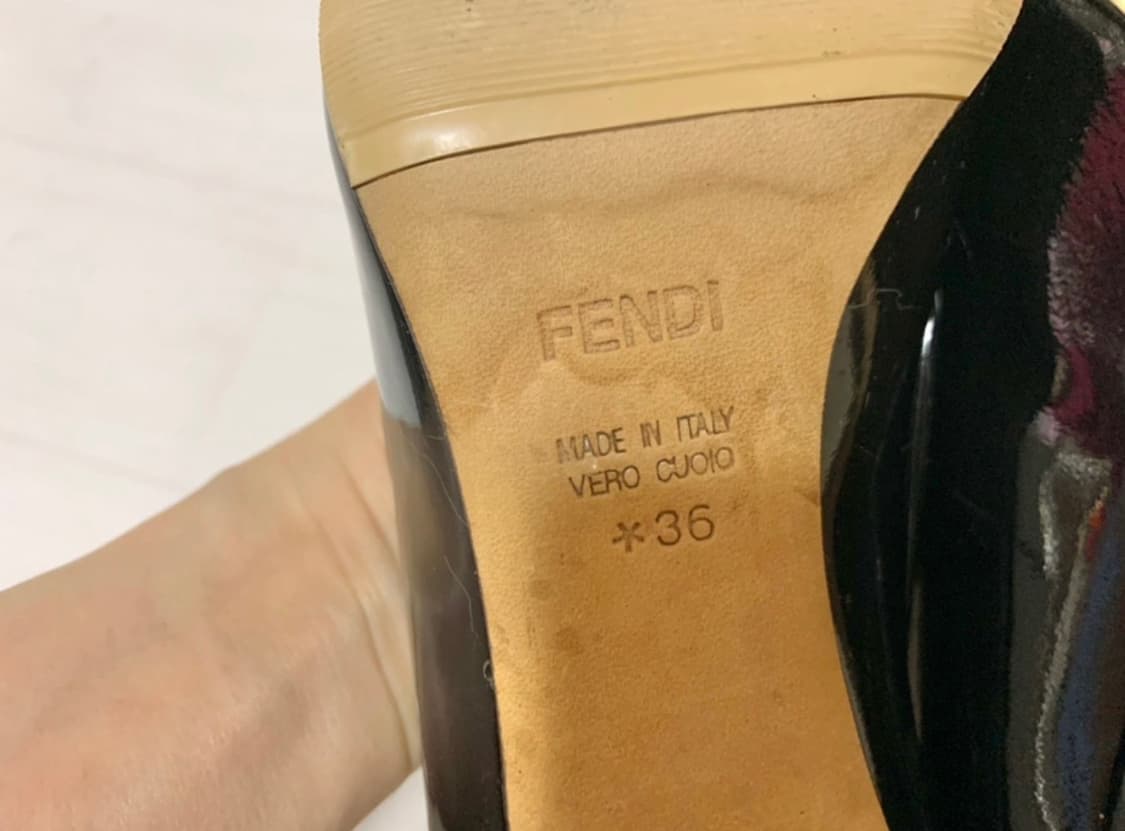 FENDI
MADE IN ITALY
VERO CUOIO
*36